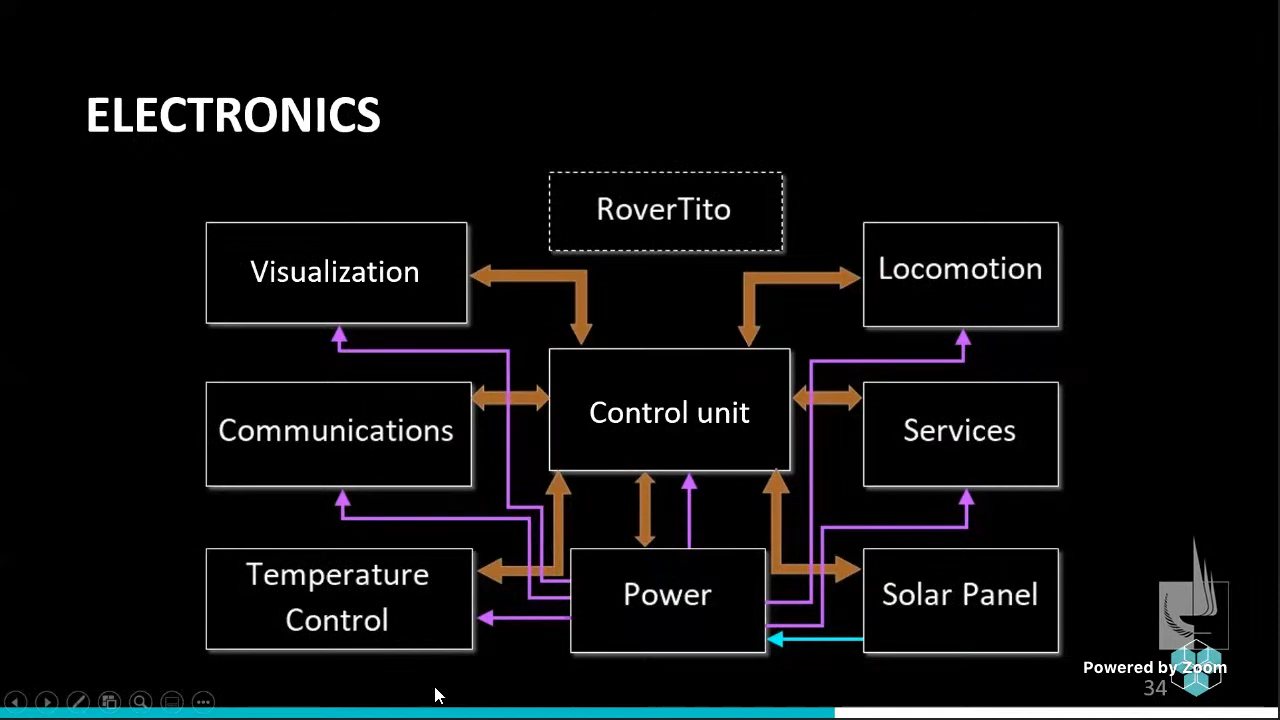 ELECTRONICS
RoverTito
Visualization
Locomotion
Control unit
Communications
Services
Temperature
Control
Power
Solar Panel
Powered by Zoom
34